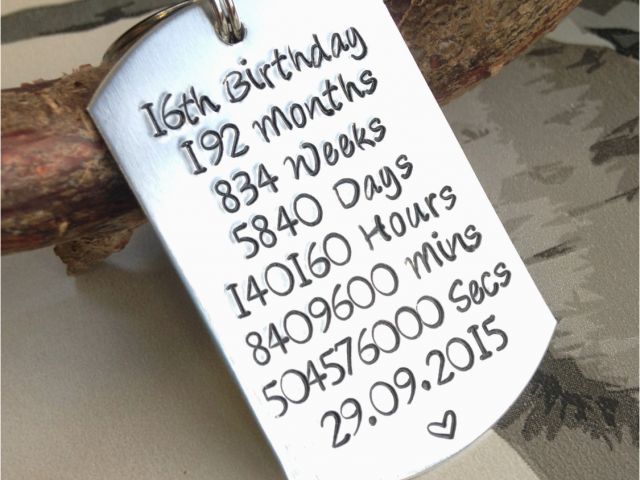 16th Birthday
192 Months
834 Weeks
5840 Days
140160 Hours
8409600 Mins
504576000 Secs
29.09.2015